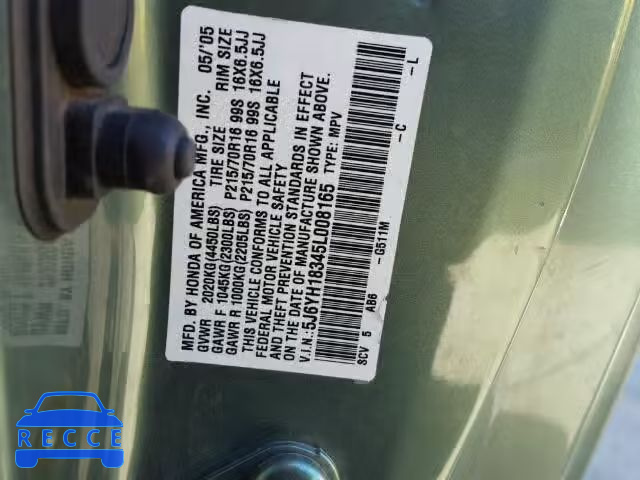 MFD. BY HONDA OF AMERICA MFG., INC. 05/'05
GVWR 2020KG(4450LBS) TIRE SIZE RIM SIZE
GAWR F 1045KG(2300LBS) P215/70R16 99S 16X6.5JJ
GAWR R 1000KG(2205LBS) P215/70R16 99S 16X6.5JJ
THIS VEHICLE CONFORMS TO ALL APPLICABLE
FEDERAL MOTOR VEHICLE SAFETY
AND THEFT PREVENTION STANDARDS IN EFFECT
ON THE DATE OF MANUFACTURE SHOWN ABOVE.
V.I.N.: 5J6YH18345L008165 TYPE: MPV
SCV 5 AB6 -G511M -C -L
RECCE